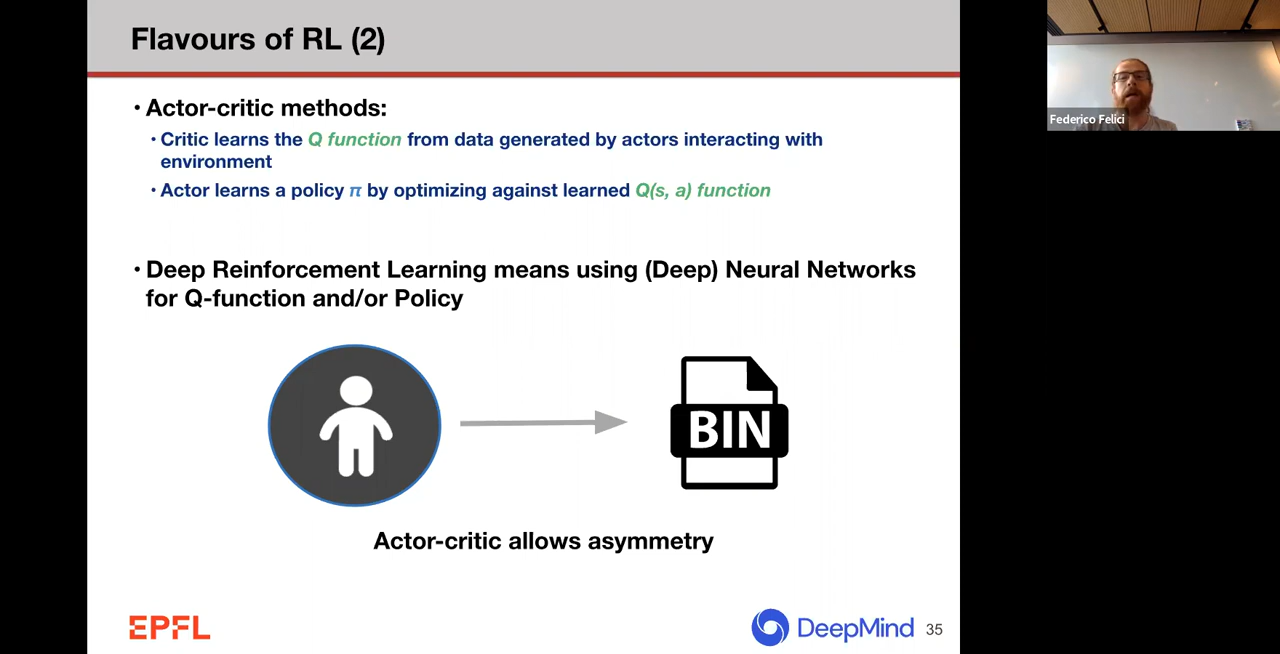 Flavours of RL (2)
• Actor-critic methods:
• Critic learns the Q function from data generated by actors interacting with
environment
• Actor learns a policy π by optimizing against learned Q(s, a) function
• Deep Reinforcement Learning means using (Deep) Neural Networks
for Q-function and/or Policy
BIN
Actor-critic allows asymmetry
EPFL
DeepMind
35
Federico Felici